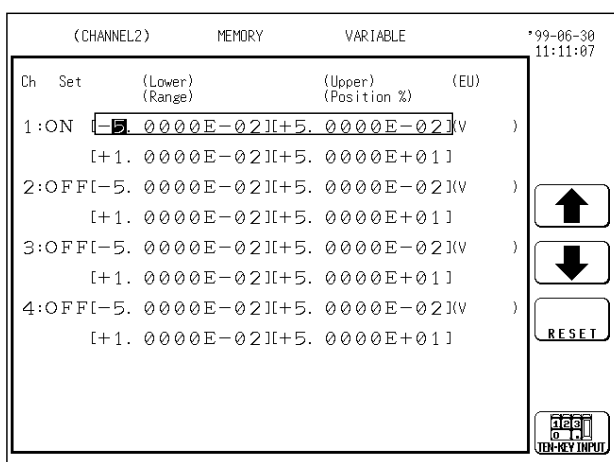 (CHANNEL2) MEMORY VARIABLE '99-06-30
11:11:07
Ch Set (Lower) (Upper) (EU)
(Range) (Position %)
1:ON [-5.0000E-02][+5.0000E-02](V )
[+1.0000E-02][+5.0000E+01]
2:OFF[-5.0000E-02][+5.0000E-02](V )
[+1.0000E-02][+5.0000E+01]
3:OFF[-5.0000E-02][+5.0000E-02](V )
[+1.0000E-02][+5.0000E+01]
4:OFF[-5.0000E-02][+5.0000E-02](V )
[+1.0000E-02][+5.0000E+01]
RESET
1 2 3
0 .
TEN-KEY INPUT